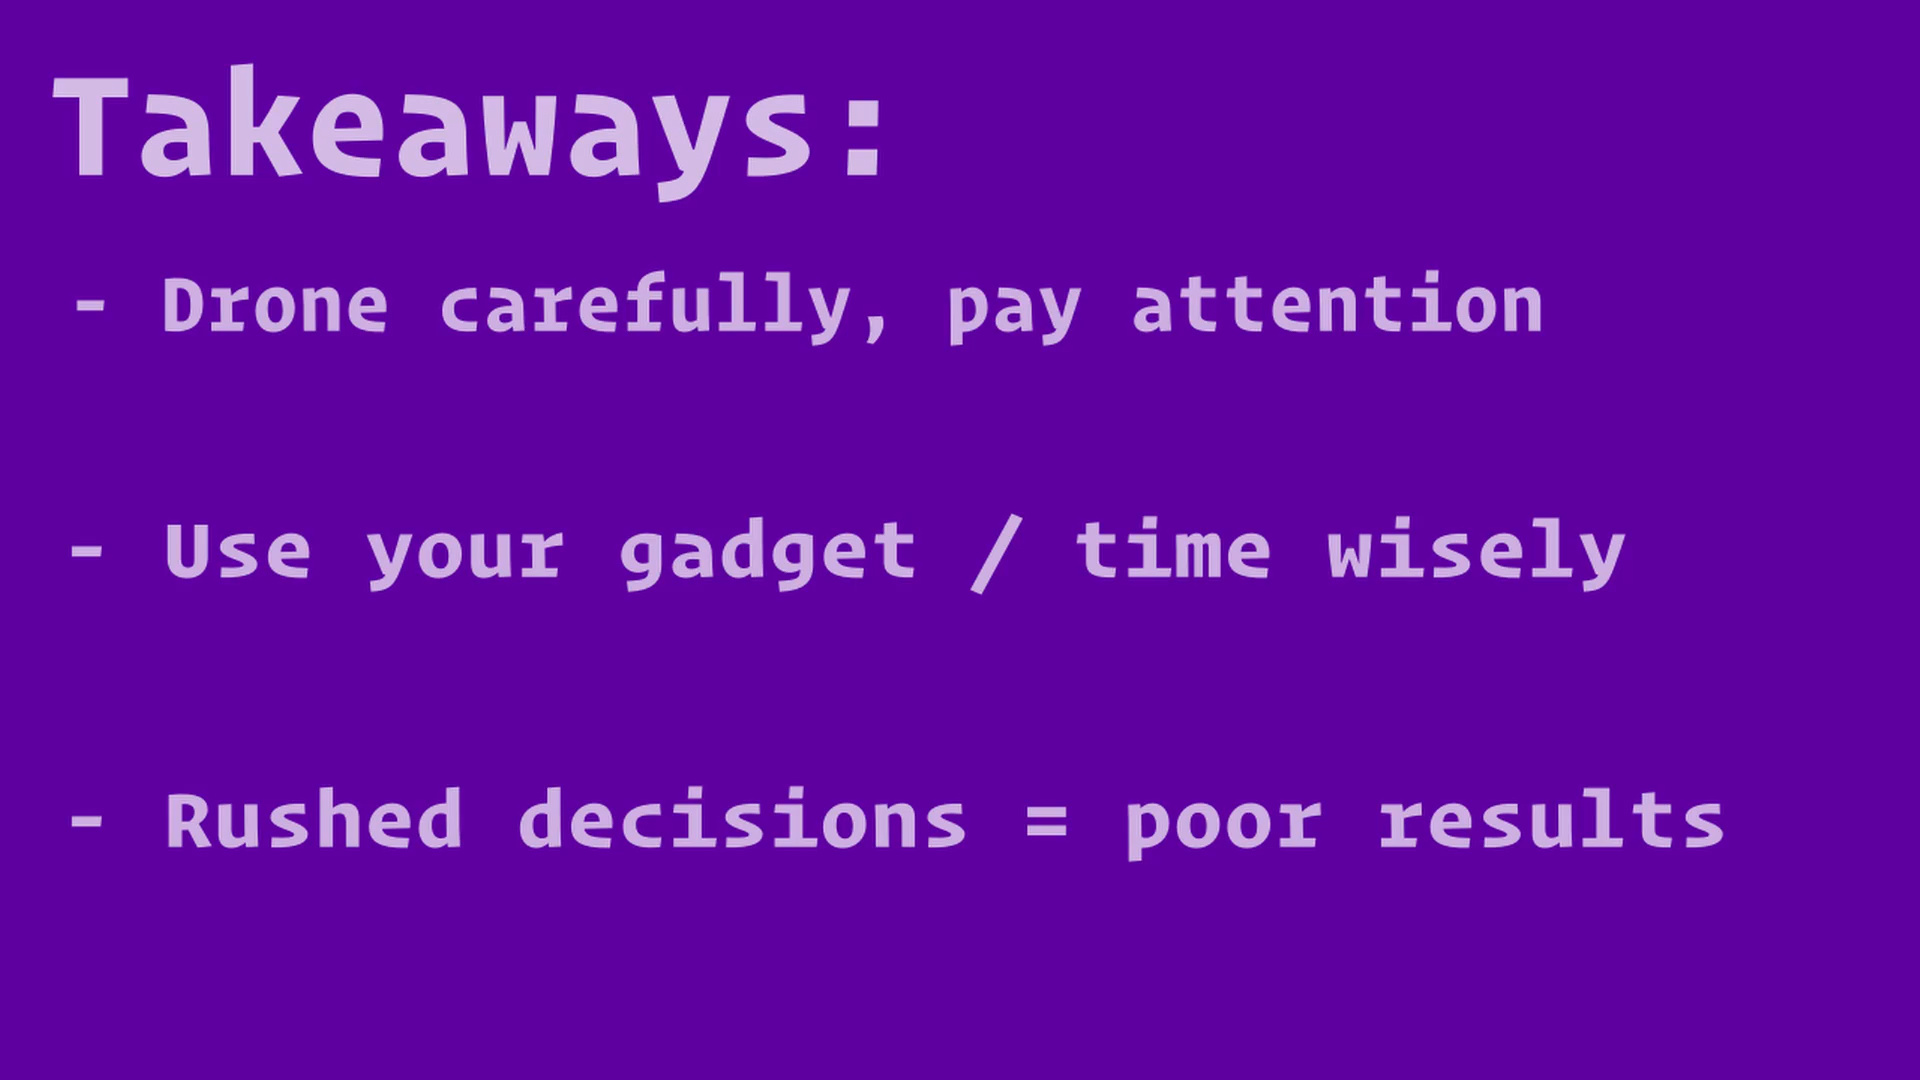 Takeaways:
- Drone carefully, pay attention
- Use your gadget / time wisely
- Rushed decisions = poor results